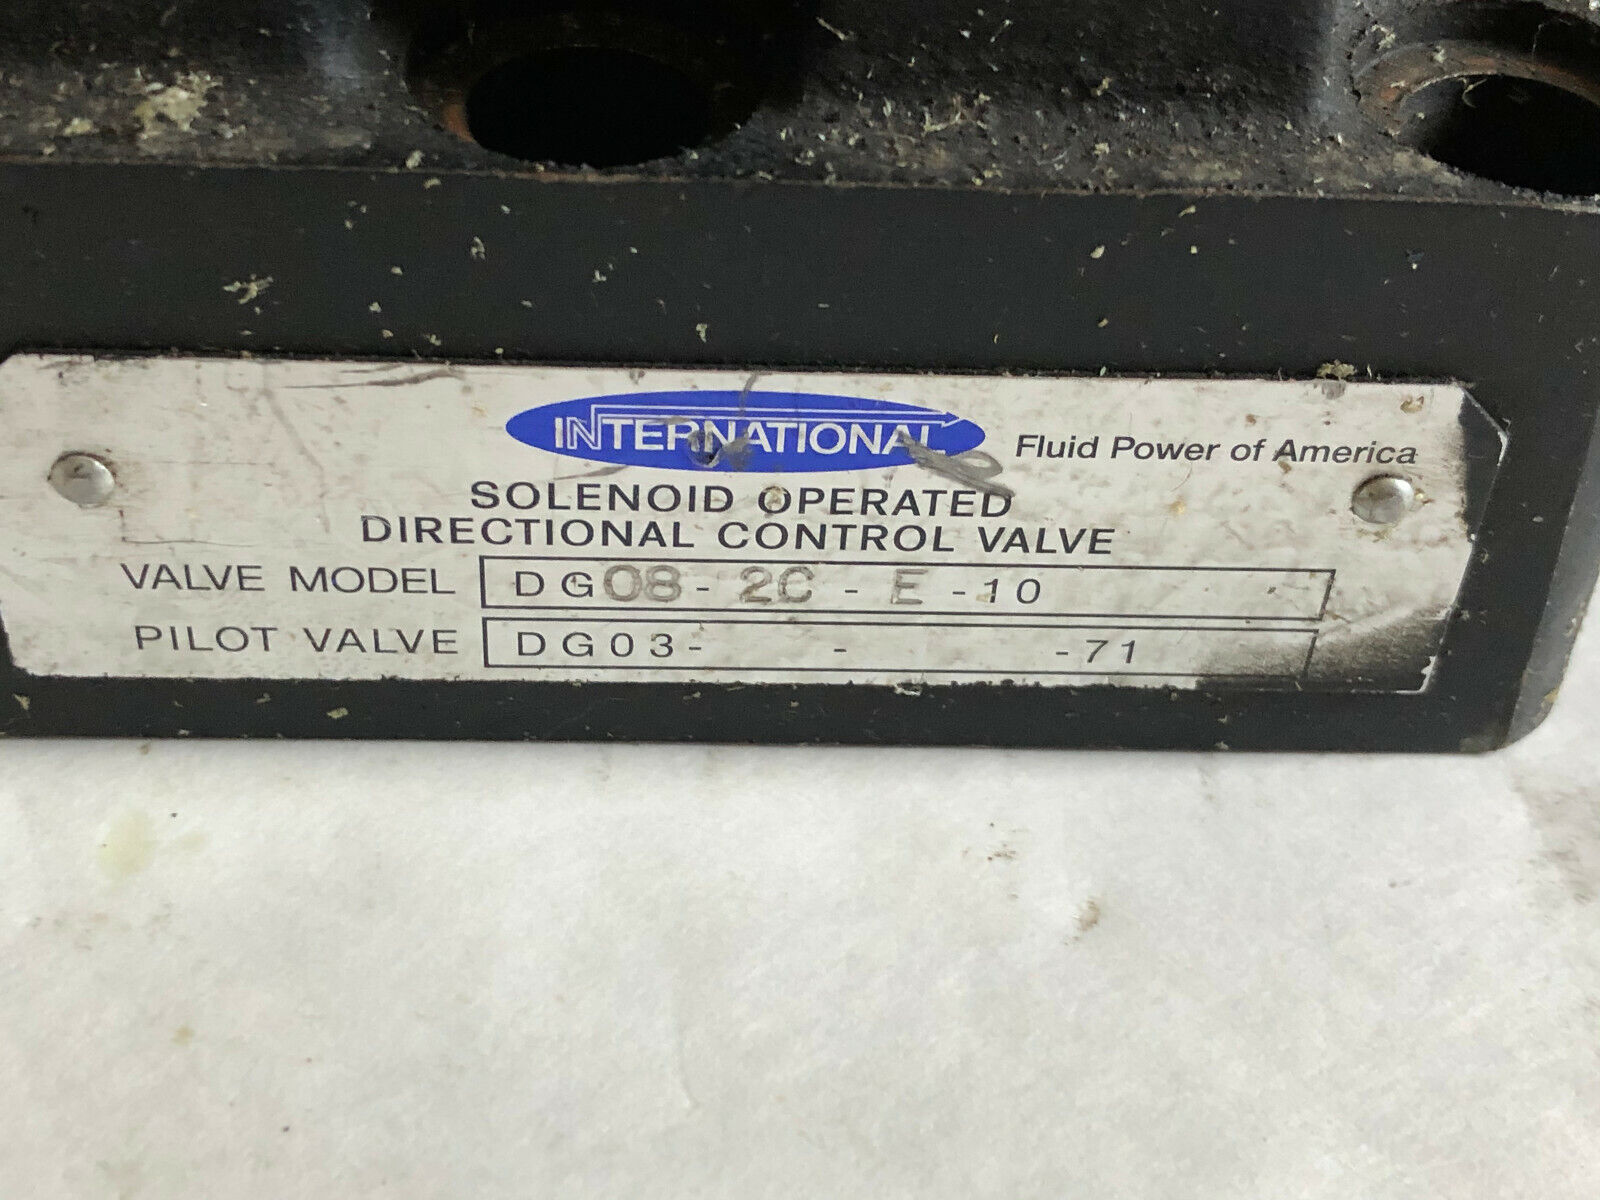 INTERNATIONAL Fluid Power of America
SOLENOID OPERATED
DIRECTIONAL CONTROL VALVE
VALVE MODEL DG08-2C-E-10
PILOT VALVE DG03- - -71